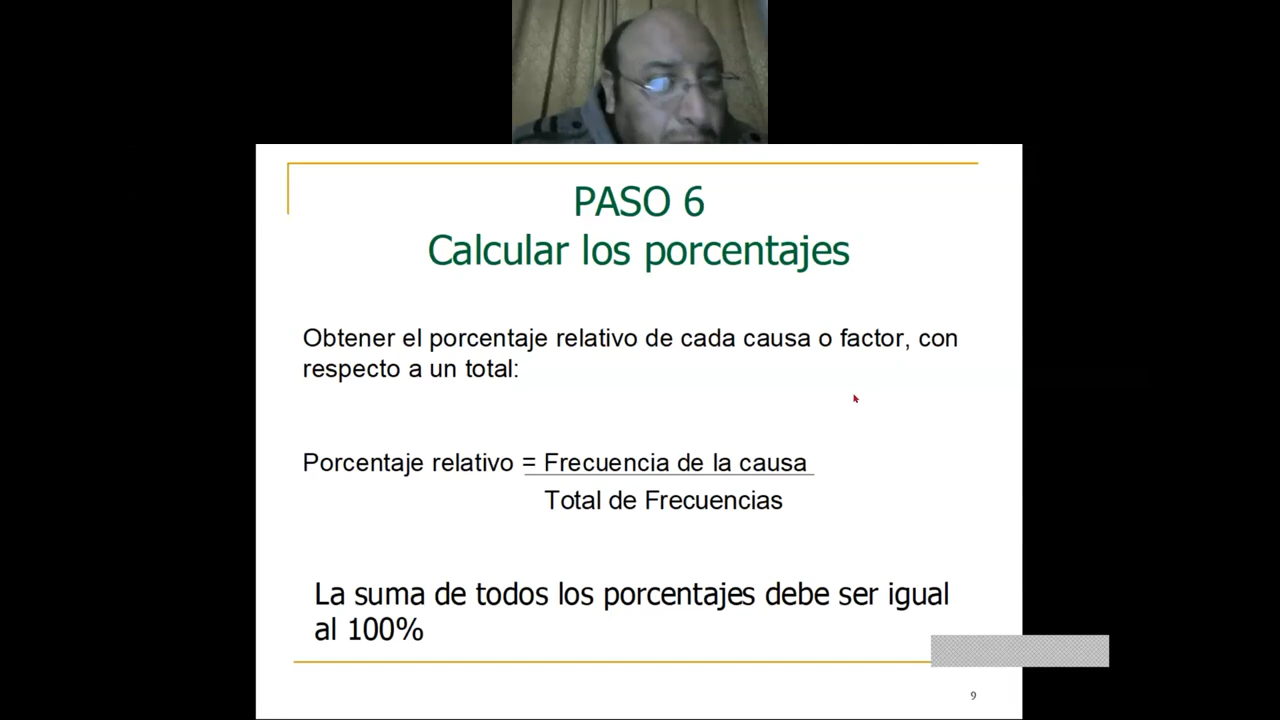 PASO 6
Calcular los porcentajes
Obtener el porcentaje relativo de cada causa o factor, con
respecto a un total:
Porcentaje relativo = Frecuencia de la causa
Total de Frecuencias
La suma de todos los porcentajes debe ser igual
al 100%
9